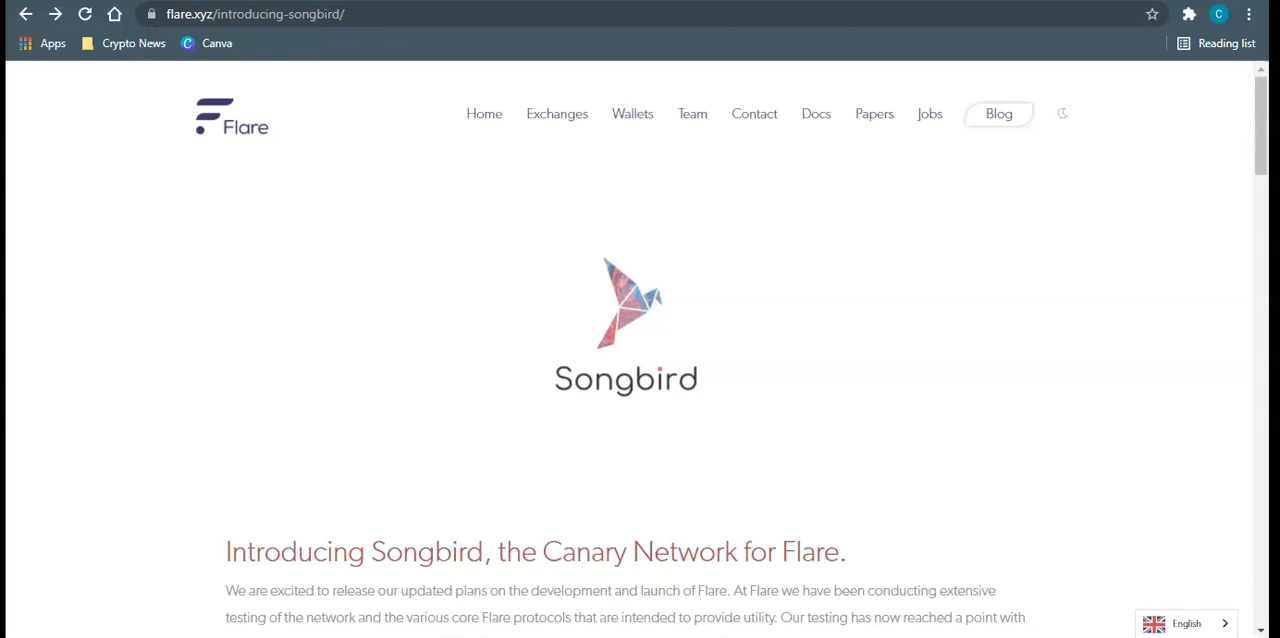 flare.xyz/introducing-songbird/
C
Apps
Crypto News
C
Canva
Reading list
Flare
Home
Exchanges
Wallets
Team
Contact
Docs
Papers
Jobs
Blog
Songbird
Introducing Songbird, the Canary Network for Flare.
We are excited to release our updated plans on the development and launch of Flare. At Flare we have been conducting extensive
testing of the network and the various core Flare protocols that are intended to provide utility. Our testing has now reached a point with
English